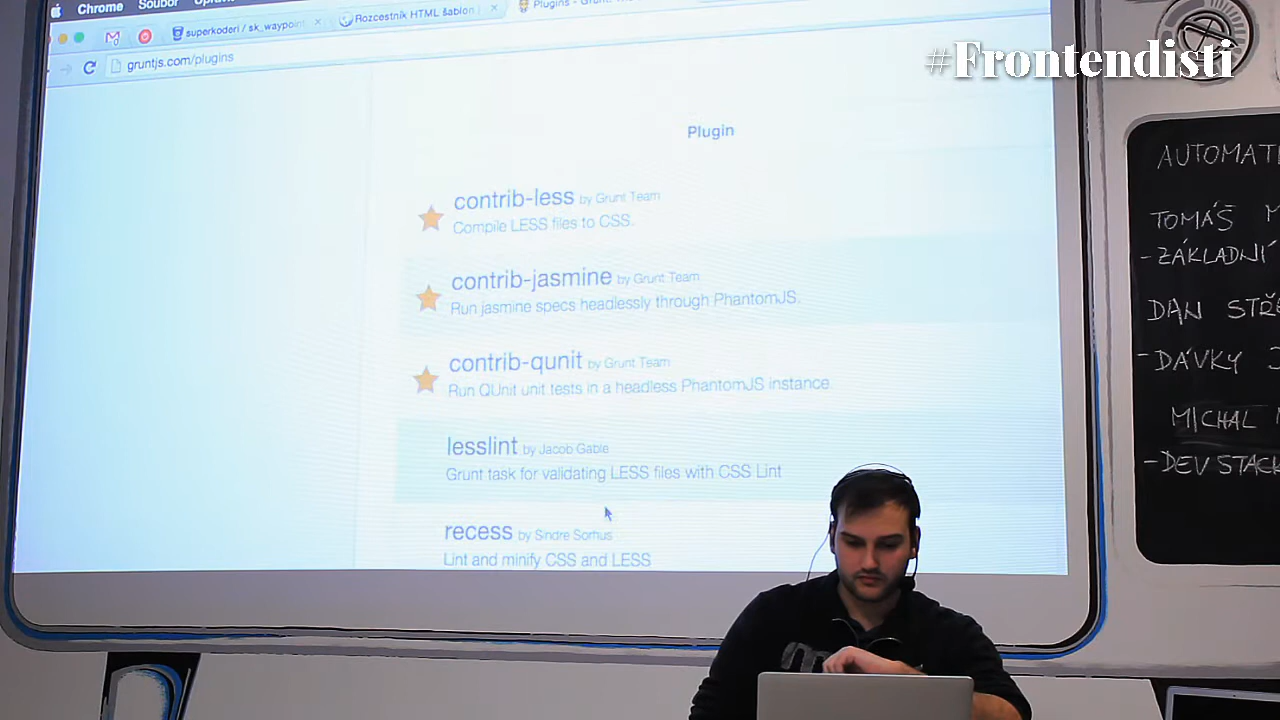 Chrome Soubor
superkodeři / sk_waypoint
Rozcestník HTML šablon
Plugins - Grunt:
gruntjs.com/plugins
#Frontendisti
Plugin
contrib-less by Grunt Team
Compile LESS files to CSS.
contrib-jasmine by Grunt Team
Run jasmine specs headlessly through PhantomJS.
contrib-qunit by Grunt Team
Run QUnit unit tests in a headless PhantomJS instance.
lesslint by Jacob Gable
Grunt task for validating LESS files with CSS Lint
recess by Sindre Sorhus
Lint and minify CSS and LESS
AUTOMAT
TOMÁŠ M
- ZÁKLADNÍ
DAN STŘE
- DÁVKY
MICHAL
- DEV STACK